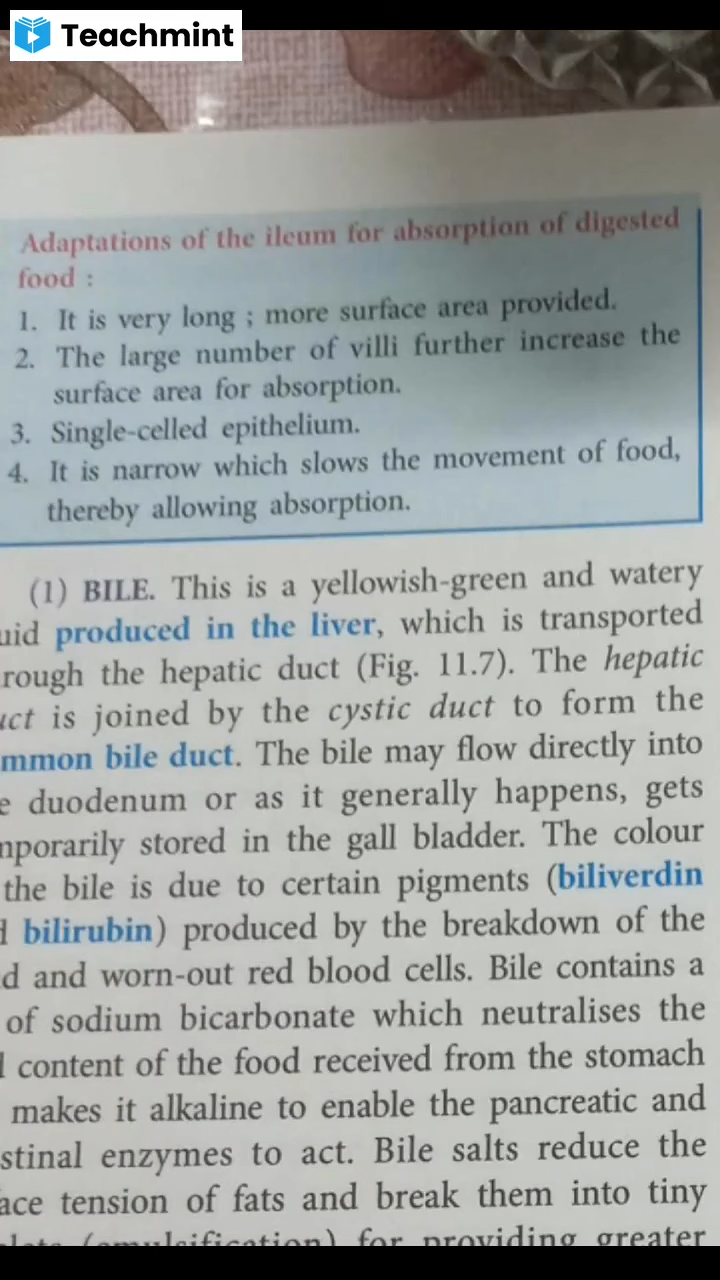 Teachmint
Adaptations of the ileum for absorption of digested
food :
1. It is very long ; more surface area provided.
2. The large number of villi further increase the
surface area for absorption.
3. Single-celled epithelium.
4. It is narrow which slows the movement of food,
thereby allowing absorption.
(1) BILE. This is a yellowish-green and watery
uid produced in the liver, which is transported
rough the hepatic duct (Fig. 11.7). The hepatic
uct is joined by the cystic duct to form the
mmon bile duct. The bile may flow directly into
e duodenum or as it generally happens, gets
mporarily stored in the gall bladder. The colour
the bile is due to certain pigments (biliverdin
d bilirubin) produced by the breakdown of the
d and worn-out red blood cells. Bile contains a
of sodium bicarbonate which neutralises the
l content of the food received from the stomach
makes it alkaline to enable the pancreatic and
stinal enzymes to act. Bile salts reduce the
ace tension of fats and break them into tiny
plets (emulsification) for providing greater